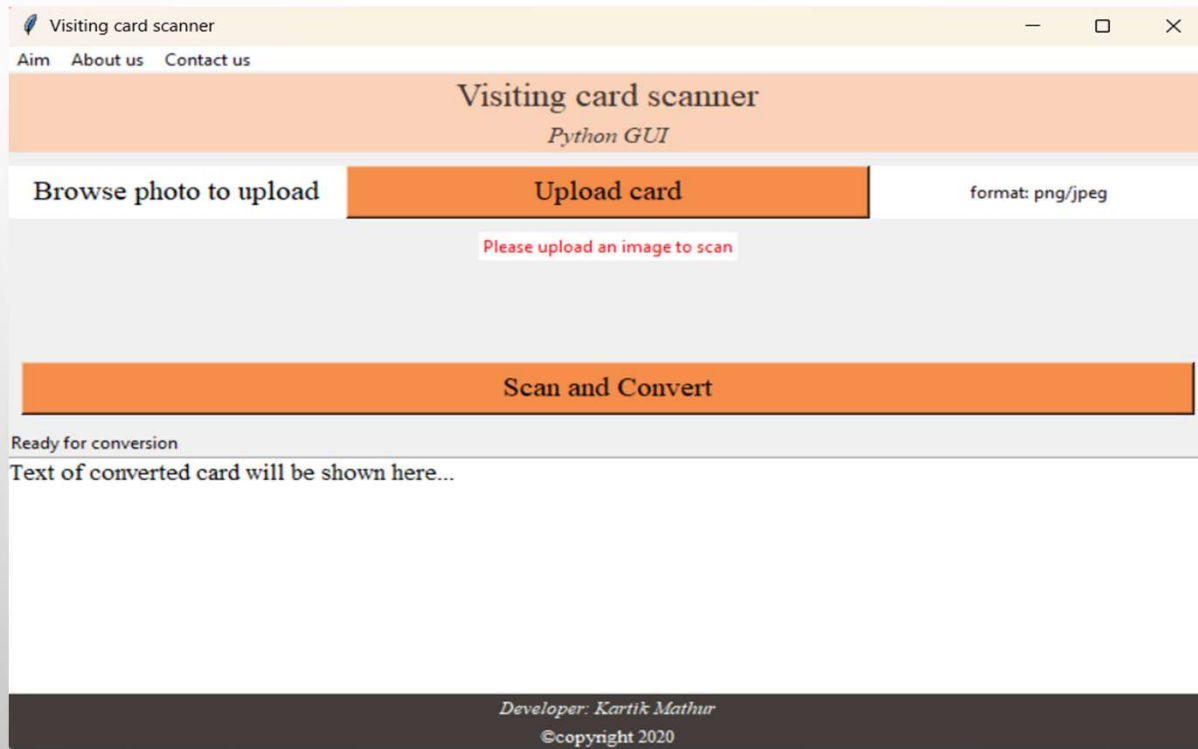 Visiting card scanner
Aim About us Contact us
Visiting card scanner
Python GUI
Browse photo to upload Upload card format: png/jpeg
Please upload an image to scan
Scan and Convert
Ready for conversion
Text of converted card will be shown here...
Developer: Kartik Mathur
©copyright 2020